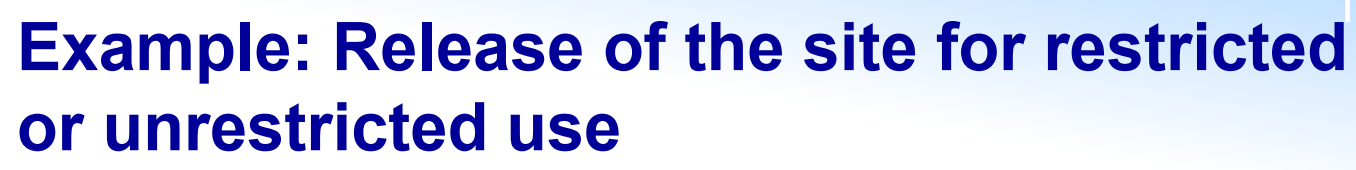 Example: Release of the site for restricted
or unrestricted use